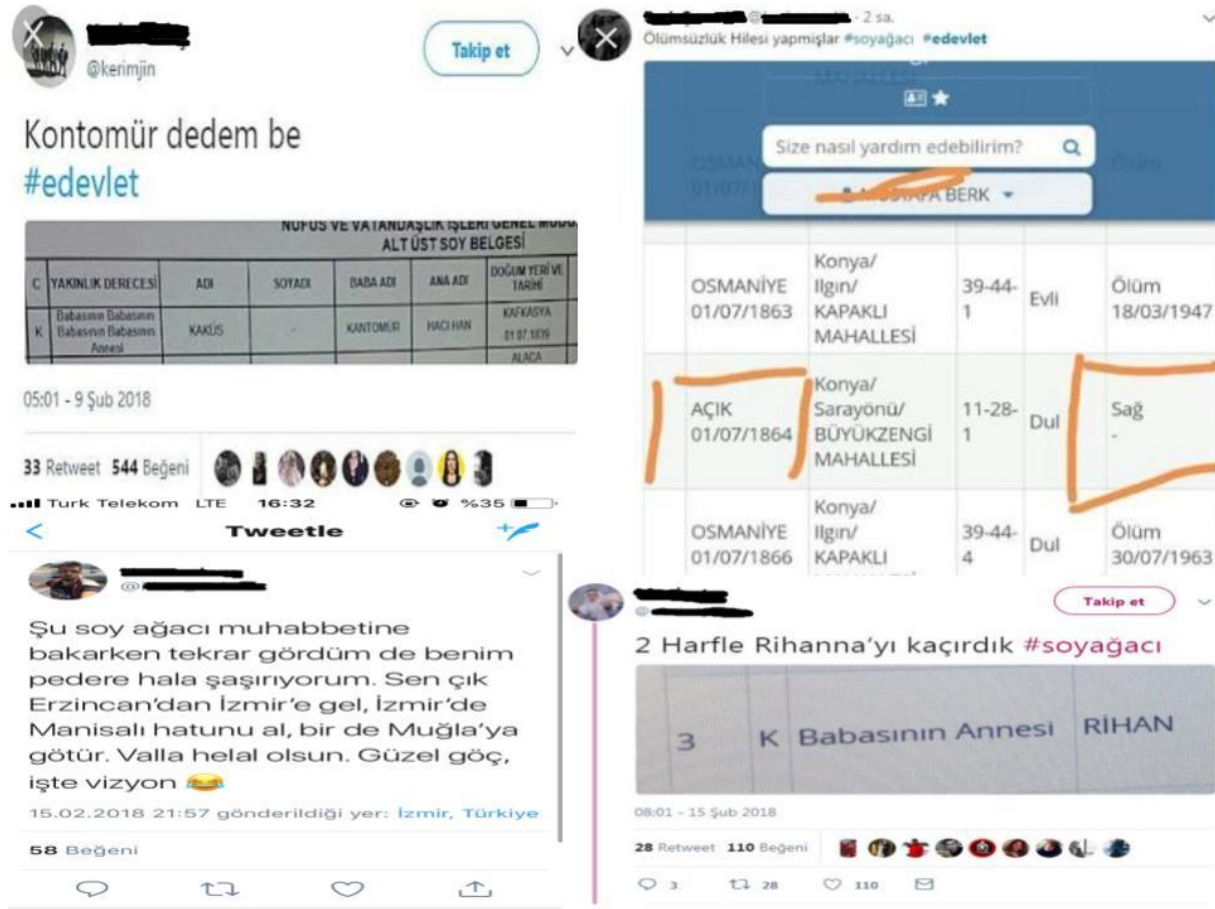 @kerimjin
Takip et
Kontomür dedem be
#edevlet
NÜFUS VE VATANDAŞLIK İŞLERİ GENEL MÜDÜ
ALT ÜST SOY BELGESİ
C YAKINLIK DERECESİ ADI SOYADI BABA ADI ANA ADI DOĞUM YERİ VE TARİHİ
K Babasının Babasının Babasının Babasının Annesi KAKÜS - KANTOMÜR HACI HAN KAFKASYA 01.07.1839
ALACA
05:01 - 9 Şub 2018
33 Retweet 544 Beğeni
- 2 sa.
Ölümsüzlük Hilesi yapmışlar #soyağacı #edevlet
Size nasıl yardım edebilirim?
BERK
OSMANİYE 01/07/1863 Konya/ Ilgın/ KAPAKLI MAHALLESİ 39-44-1 Evli Ölüm 18/03/1947
AÇIK 01/07/1864 Konya/ Sarayönü/ BÜYÜKZENGİ MAHALLESİ 11-28-1 Dul Sağ -
OSMANİYE 01/07/1866 Konya/ Ilgın/ KAPAKLI 39-44-4 Dul Ölüm 30/07/1963
Turk Telekom LTE 16:32 %35
Tweetle
@
Şu soy ağacı muhabbetine
bakarken tekrar gördüm de benim
pedere hala şaşırıyorum. Sen çık
Erzincan’dan İzmir’e gel, İzmir’de
Manisalı hatunu al, bir de Muğla’ya
götür. Valla helal olsun. Güzel göç,
işte vizyon 😂
15.02.2018 21:57 gönderildiği yer: İzmir, Türkiye
58 Beğeni
@
Takip et
2 Harfle Rihanna’yı kaçırdık #soyağacı
3 K Babasının Annesi RİHAN
08:01 - 15 Şub 2018
28 Retweet 110 Beğeni
3 28 110